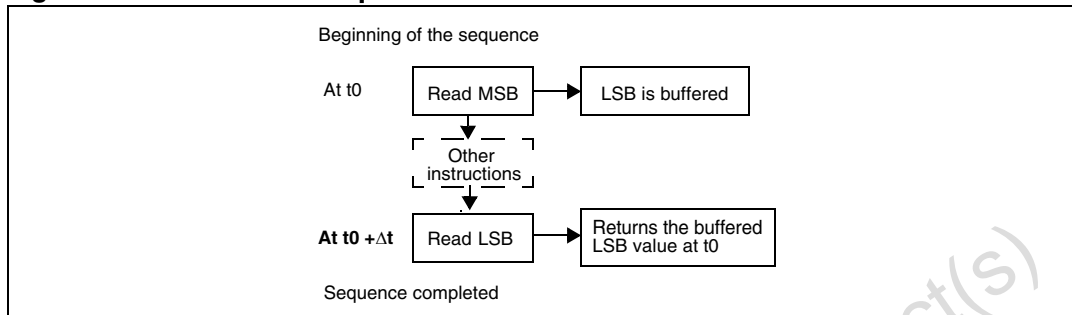 Beginning of the sequence
At t0
Read MSB
LSB is buffered
Other
instructions
At t0 +Δt
Read LSB
Returns the buffered
LSB value at t0
Sequence completed
ct(s)